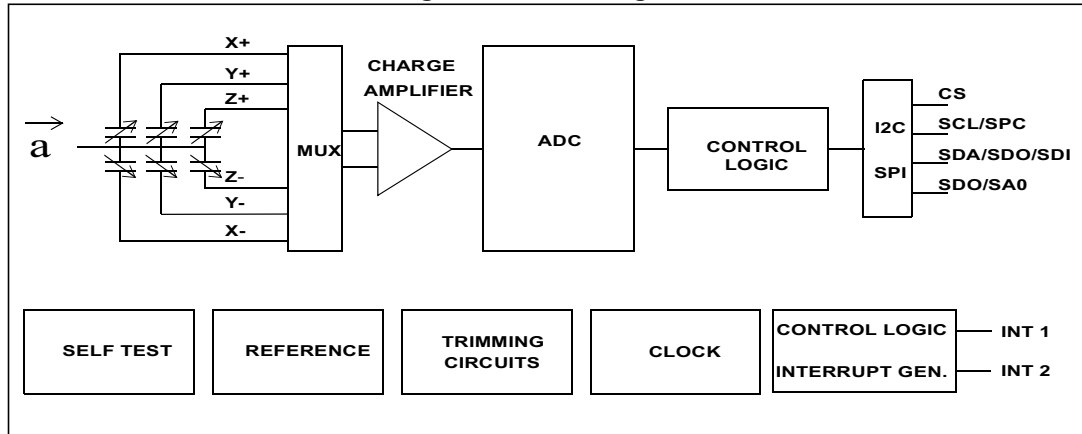 X+
Y+
Z+
CHARGE
AMPLIFIER
a
MUX
ADC
CONTROL
LOGIC
I2C
SPI
CS
SCL/SPC
SDA/SDO/SDI
SDO/SA0
Z-
Y-
X-
SELF TEST
REFERENCE
TRIMMING
CIRCUITS
CLOCK
CONTROL LOGIC
INTERRUPT GEN.
INT 1
INT 2